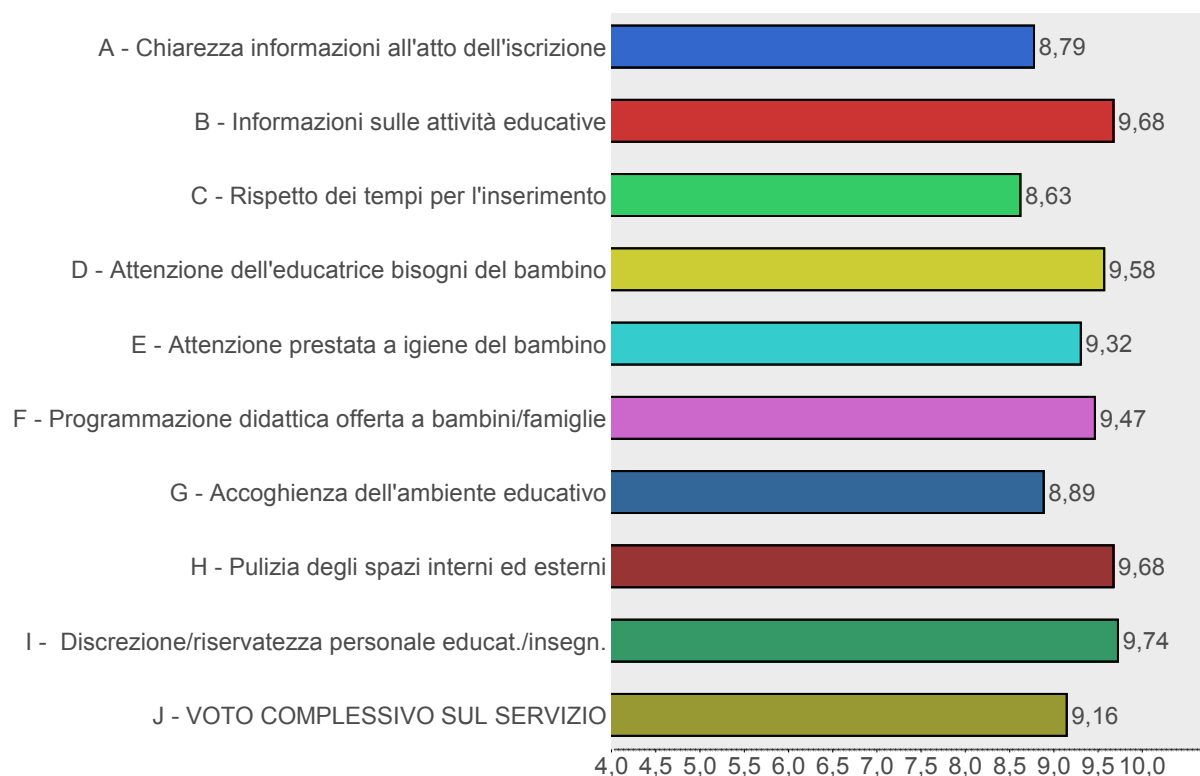 A - Chiarezza informazioni all'atto dell'iscrizione 8,79
B - Informazioni sulle attività educative 9,68
C - Rispetto dei tempi per l'inserimento 8,63
D - Attenzione dell'educatrice bisogni del bambino 9,58
E - Attenzione prestata a igiene del bambino 9,32
F - Programmazione didattica offerta a bambini/famiglie 9,47
G - Accoghienza dell'ambiente educativo 8,89
H - Pulizia degli spazi interni ed esterni 9,68
I -  Discrezione/riservatezza personale educat./insegn. 9,74
J - VOTO COMPLESSIVO SUL SERVIZIO 9,16
4,0 4,5 5,0 5,5 6,0 6,5 7,0 7,5 8,0 8,5 9,0 9,5 10,0